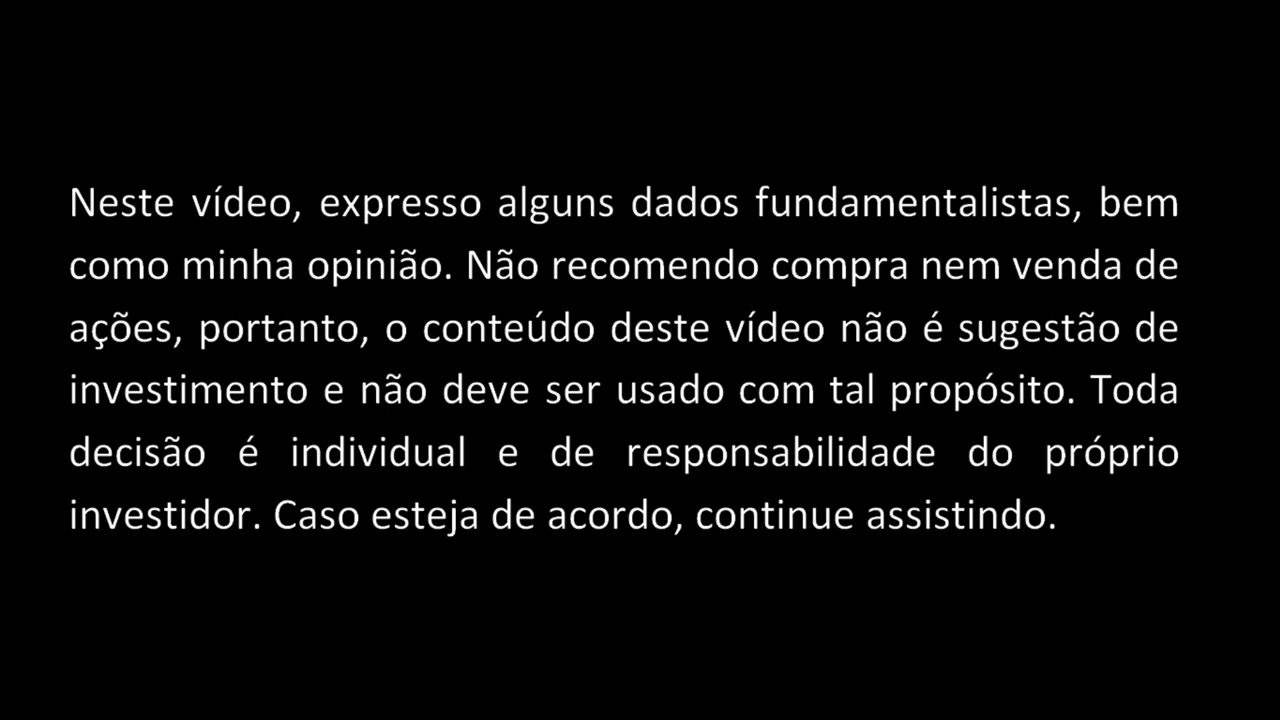 Neste vídeo, expresso alguns dados fundamentalistas, bem
como minha opinião. Não recomendo compra nem venda de
ações, portanto, o conteúdo deste vídeo não é sugestão de
investimento e não deve ser usado com tal propósito. Toda
decisão é individual e de responsabilidade do próprio
investidor. Caso esteja de acordo, continue assistindo.